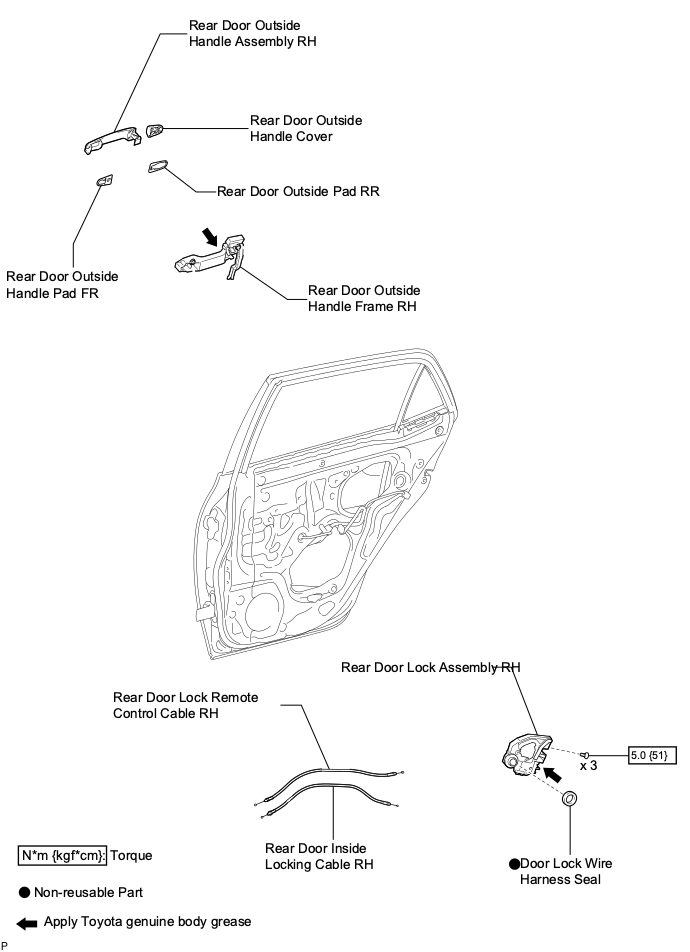 Rear Door Outside
Handle Assembly RH
Rear Door Outside
Handle Cover
Rear Door Outside Pad RR
Rear Door Outside
Handle Pad FR
Rear Door Outside
Handle Frame RH
Rear Door Lock Assembly RH
Rear Door Lock Remote
Control Cable RH
5.0 {51}
x 3
Rear Door Inside
Locking Cable RH
Door Lock Wire
Harness Seal
N*m {kgf*cm}: Torque
Non-reusable Part
Apply Toyota genuine body grease
P